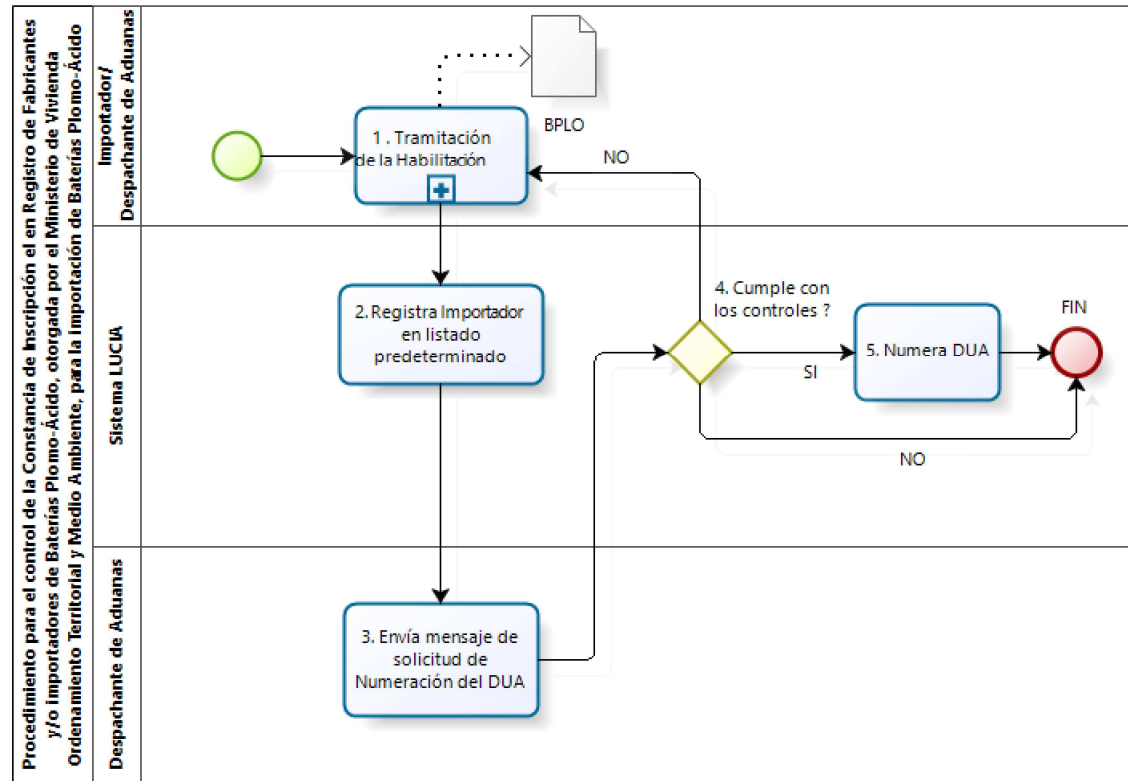 Procedimiento para el control de la Constancia de Inscripción el en Registro de Fabricantes
y/o importadores de Baterías Plomo-Ácido, otorgada por el Ministerio de Vivienda
Ordenamiento Territorial y Medio Ambiente, para la Importación de Baterías Plomo-Ácido
Importador/
Despachante de Aduanas
1 . Tramitación
de la Habilitación
BPLO
NO
Sistema LUCIA
2. Registra Importador
en listado
predeterminado
4. Cumple con
los controles ?
SI
5. Numera DUA
FIN
NO
Despachante de Aduanas
3. Envía mensaje de
solicitud de
Numeración del DUA